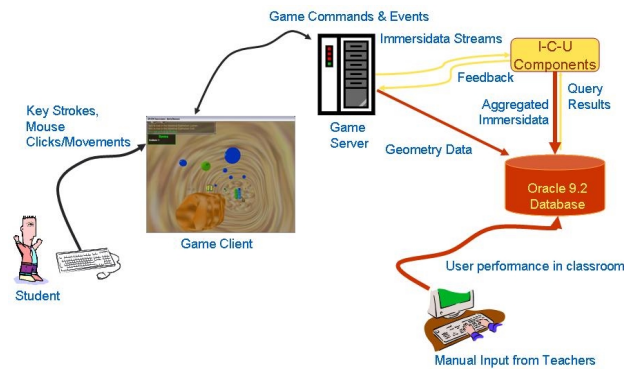 Game Commands & Events
Immersidata Streams
I-C-U
Components
Feedback
Query
Results
Aggregated
Immersidata
Key Strokes,
Mouse
Clicks/Movements
Game
Server
Geometry Data
Oracle 9.2
Database
Game Client
User performance in classroom
Student
Manual Input from Teachers